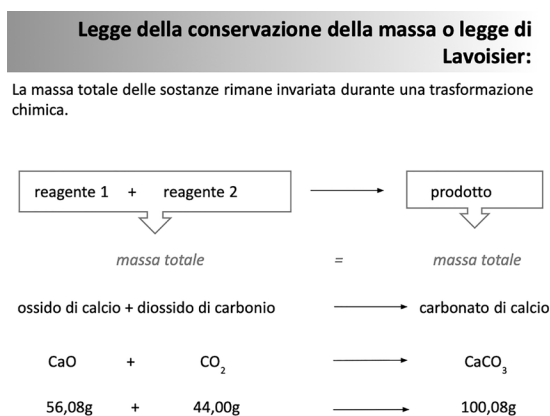 Legge della conservazione della massa o legge di
Lavoisier:
La massa totale delle sostanze rimane invariata durante una trasformazione
chimica.
reagente 1 + reagente 2 → prodotto
massa totale = massa totale
ossido di calcio + diossido di carbonio → carbonato di calcio
CaO + CO₂ → CaCO₃
56,08g + 44,00g → 100,08g